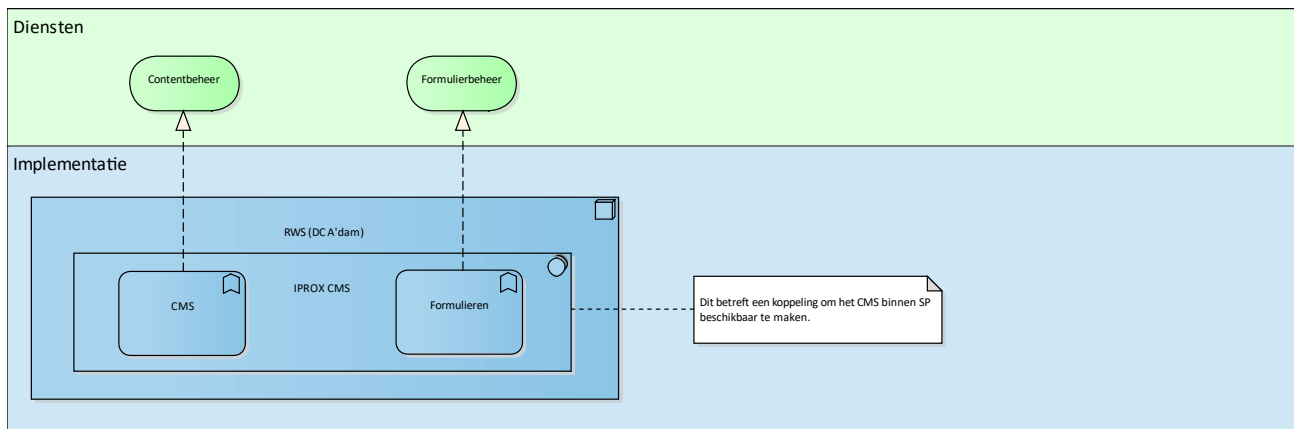 Diensten
Contentbeheer
Formulierbeheer
Implementatie
RWS (DC A'dam)
IPROX CMS
CMS
Formulieren
Dit betreft een koppeling om het CMS binnen SP
beschikbaar te maken.